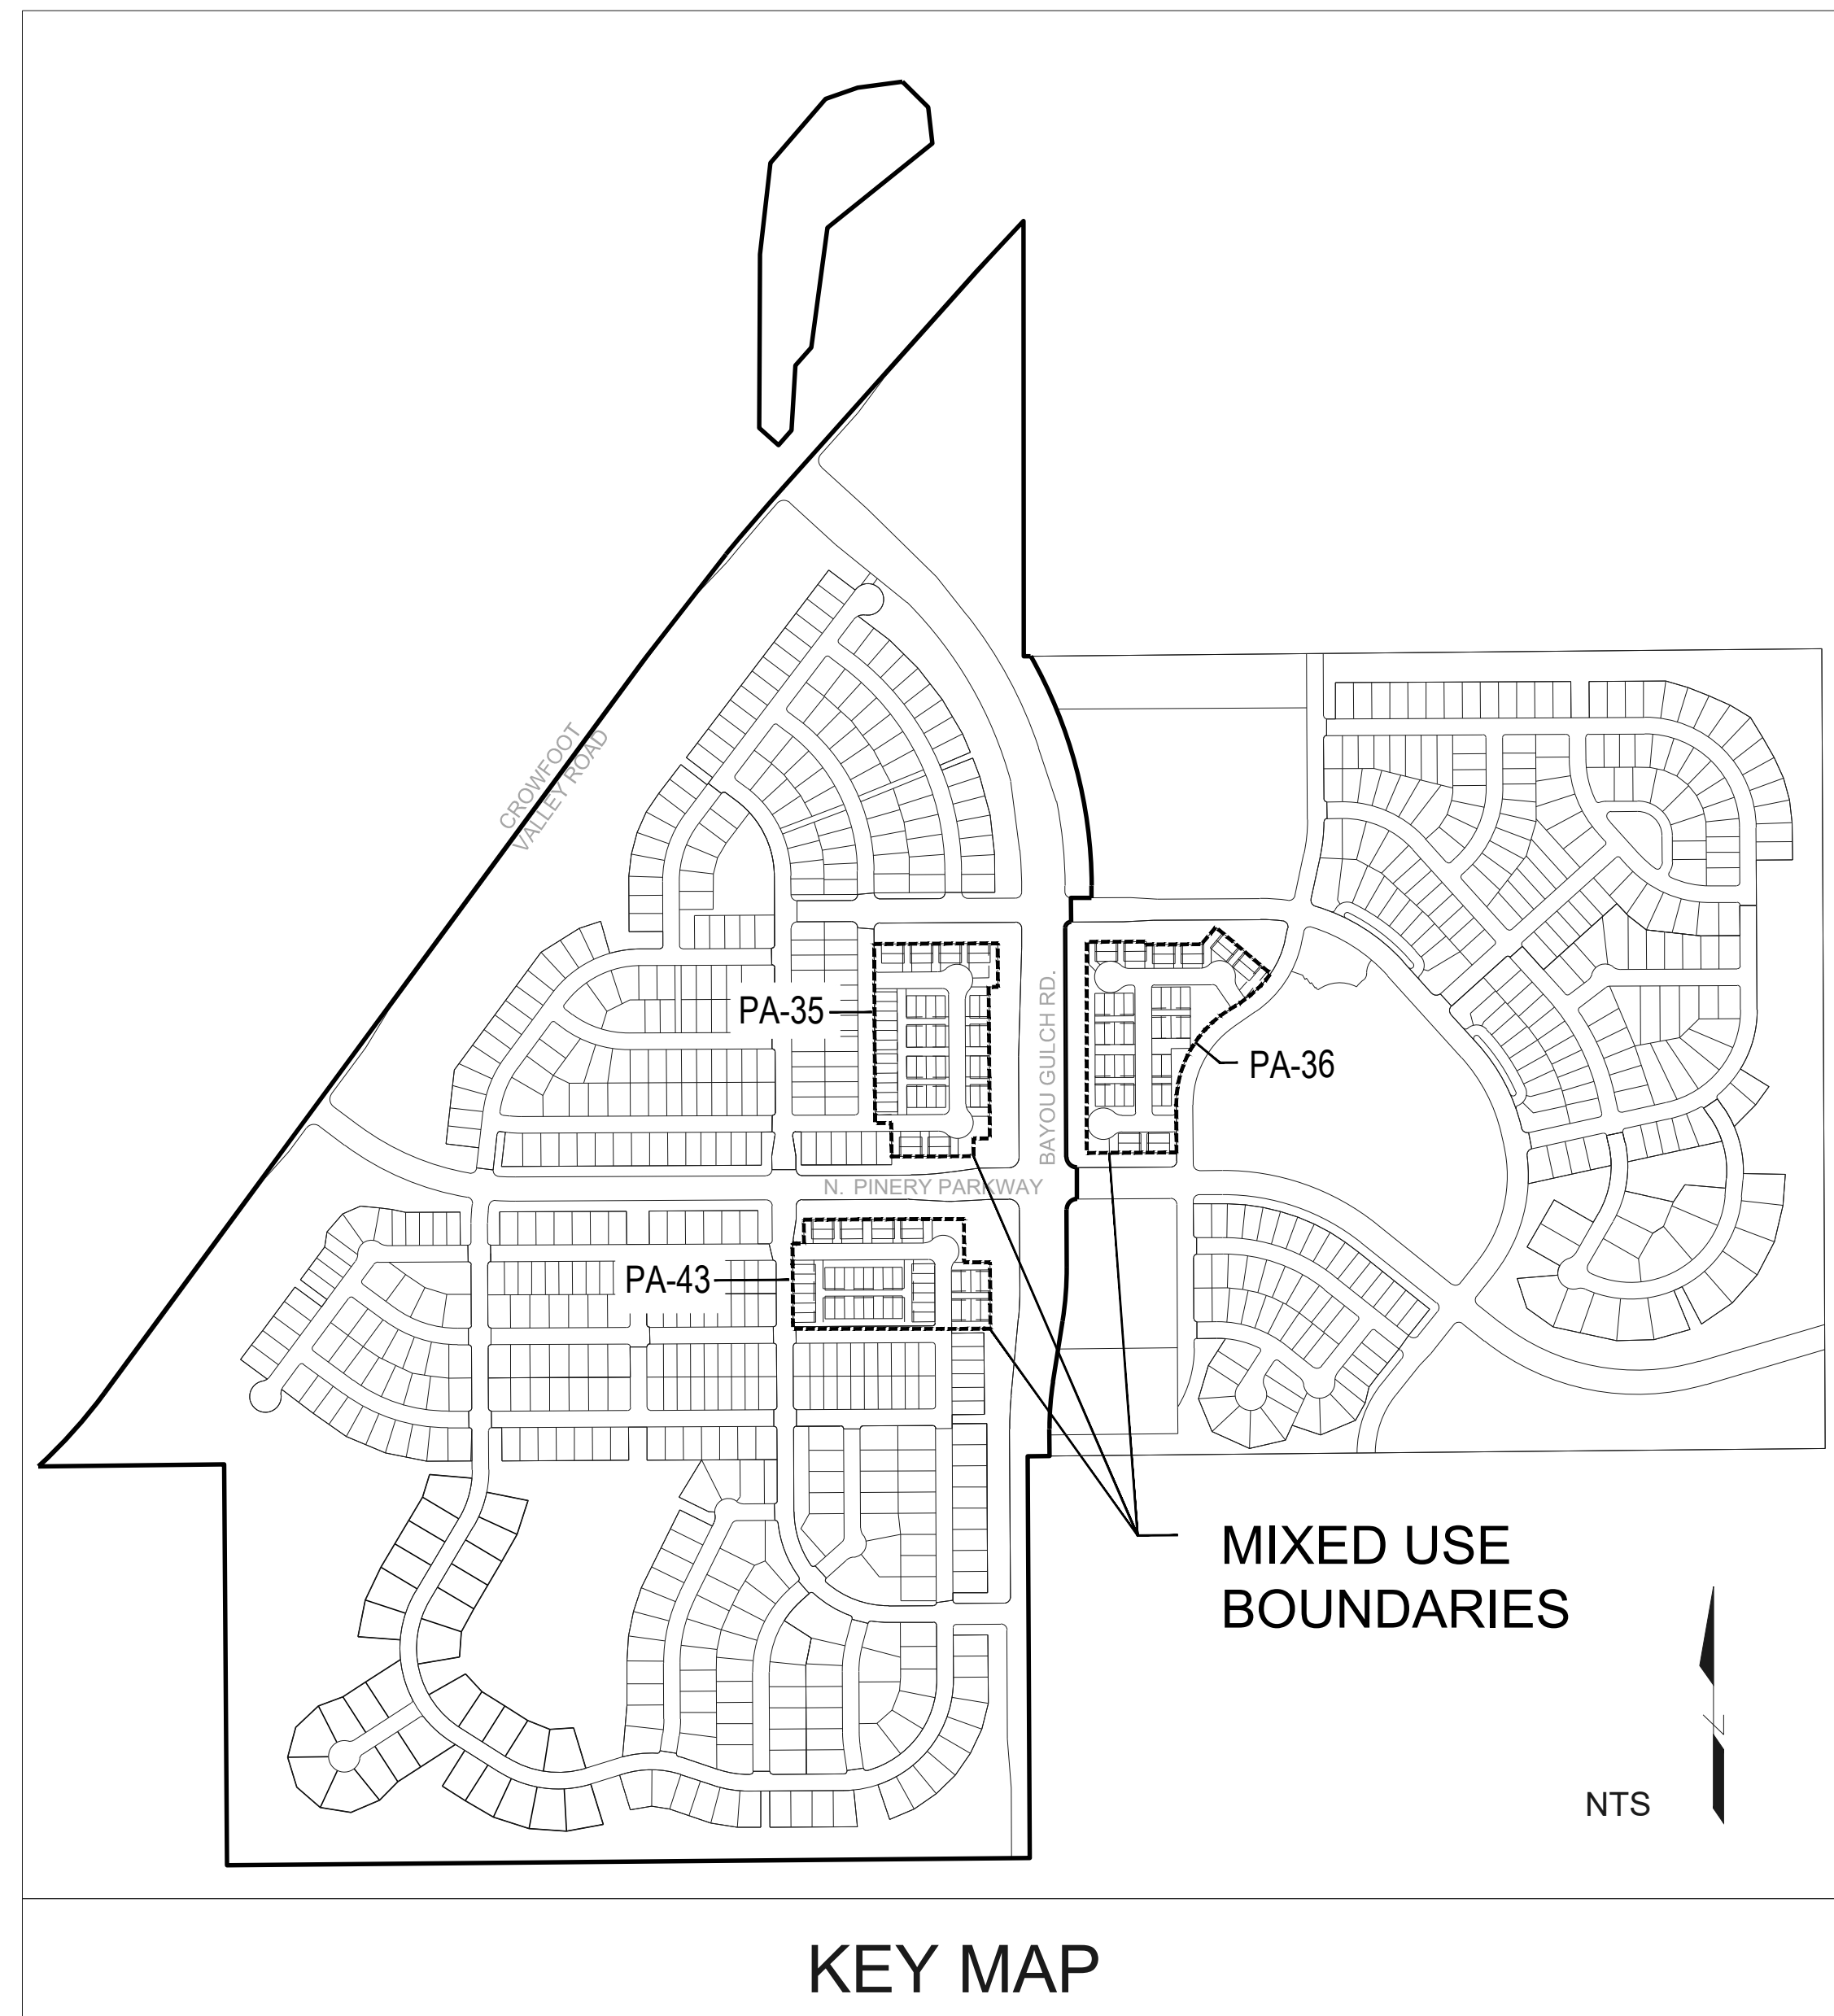 CROWFOOT
VALLEY ROAD
PA-35
BAYOU GULCH RD.
PA-36
N. PINERY PARKWAY
PA-43
MIXED USE
BOUNDARIES
NTS
KEY MAP